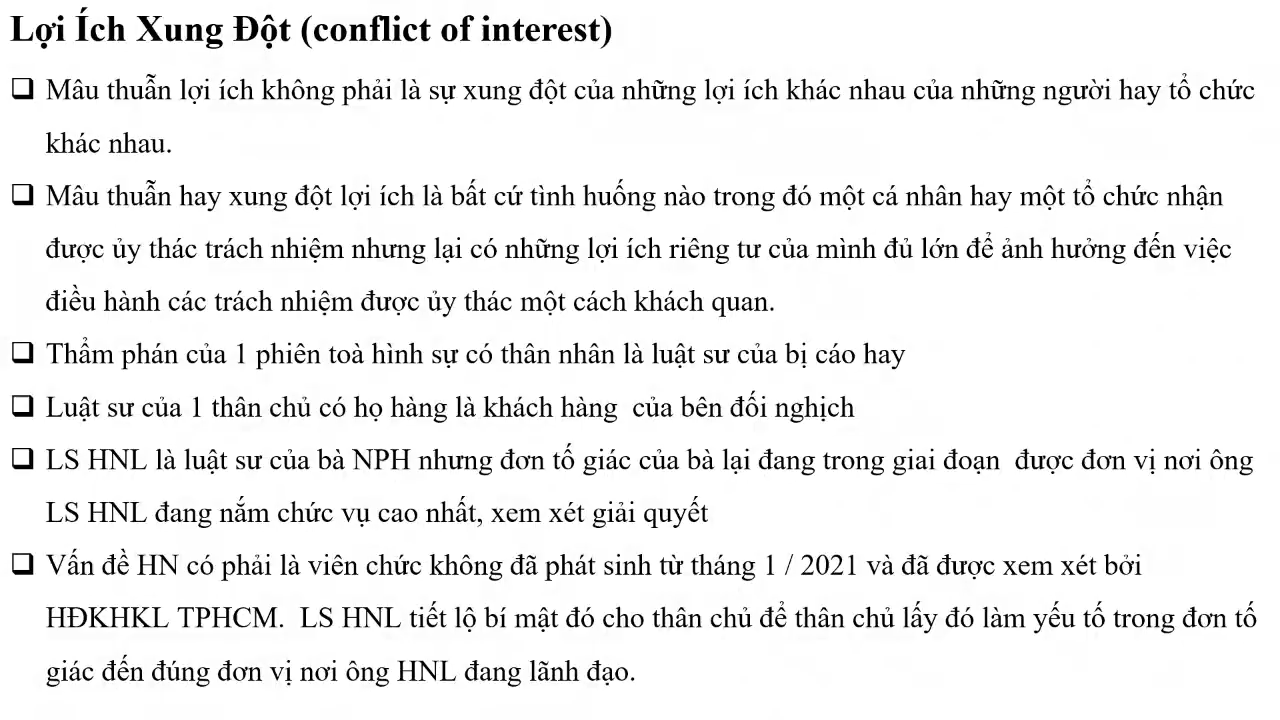 Lợi Ích Xung Đột (conflict of interest)
❑ Mâu thuẫn lợi ích không phải là sự xung đột của những lợi ích khác nhau của những người hay tổ chức
khác nhau.
❑ Mâu thuẫn hay xung đột lợi ích là bất cứ tình huống nào trong đó một cá nhân hay một tổ chức nhận
được ủy thác trách nhiệm nhưng lại có những lợi ích riêng tư của mình đủ lớn để ảnh hưởng đến việc
điều hành các trách nhiệm được ủy thác một cách khách quan.
❑ Thẩm phán của 1 phiên toà hình sự có thân nhân là luật sư của bị cáo hay
❑ Luật sư của 1 thân chủ có họ hàng là khách hàng  của bên đối nghịch
❑ LS HNL là luật sư của bà NPH nhưng đơn tố giác của bà lại đang trong giai đoạn  được đơn vị nơi ông
LS HNL đang nắm chức vụ cao nhất, xem xét giải quyết
❑ Vấn đề HN có phải là viên chức không đã phát sinh từ tháng 1 / 2021 và đã được xem xét bởi
HĐKHKL TPHCM.  LS HNL tiết lộ bí mật đó cho thân chủ để thân chủ lấy đó làm yếu tố trong đơn tố
giác đến đúng đơn vị nơi ông HNL đang lãnh đạo.